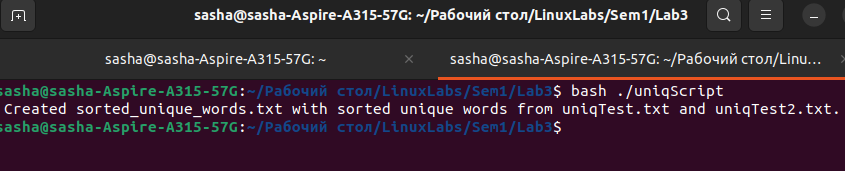 sasha@sasha-Aspire-A315-57G: ~/Рабочий стол/LinuxLabs/Sem1/Lab3
sasha@sasha-Aspire-A315-57G: ~
sasha@sasha-Aspire-A315-57G: ~/Рабочий стол/Linu…
sasha@sasha-Aspire-A315-57G:~/Рабочий стол/LinuxLabs/Sem1/Lab3$ bash ./uniqScript
Created sorted_unique_words.txt with sorted unique words from uniqTest.txt and uniqTest2.txt.
sasha@sasha-Aspire-A315-57G:~/Рабочий стол/LinuxLabs/Sem1/Lab3$